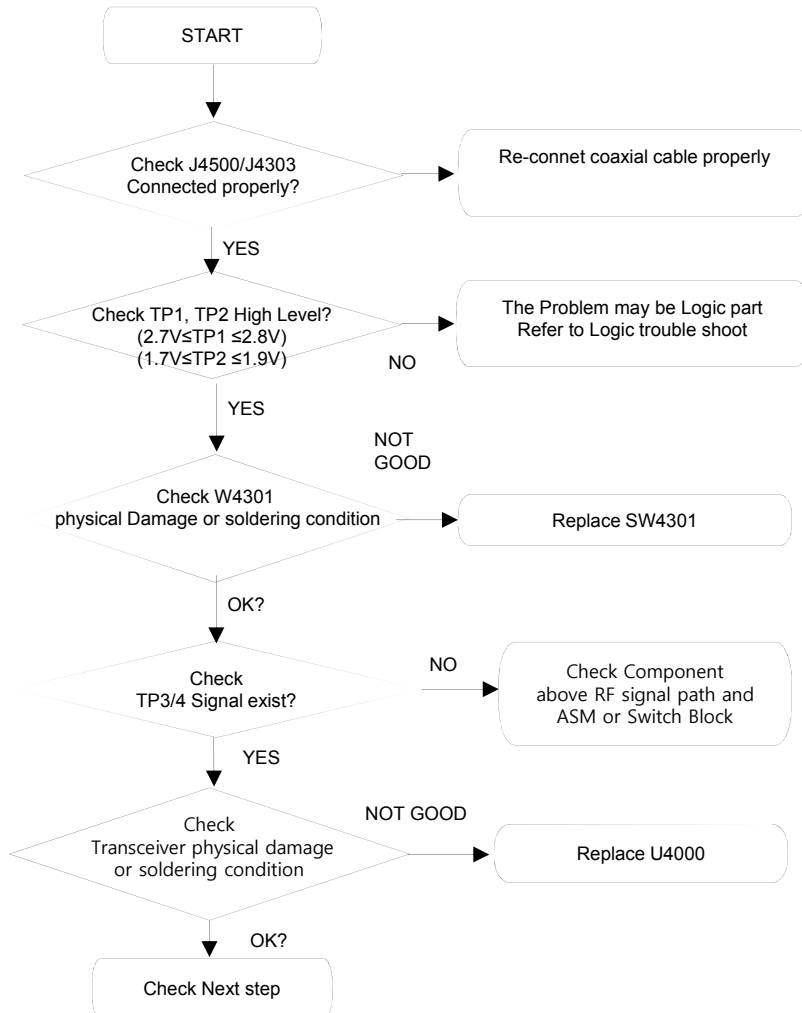 START
Check J4500/J4303
Connected properly?
Re-connet coaxial cable properly
YES
Check TP1, TP2 High Level?
(2.7V≤TP1 ≤2.8V)
(1.7V≤TP2 ≤1.9V)
The Problem may be Logic part
Refer to Logic trouble shoot
NO
YES
NOT
GOOD
Check W4301
physical Damage or soldering condition
Replace SW4301
OK?
Check
TP3/4 Signal exist?
NO
Check Component
above RF signal path and
ASM or Switch Block
YES
Check
Transceiver physical damage
or soldering condition
NOT GOOD
Replace U4000
OK?
Check Next step